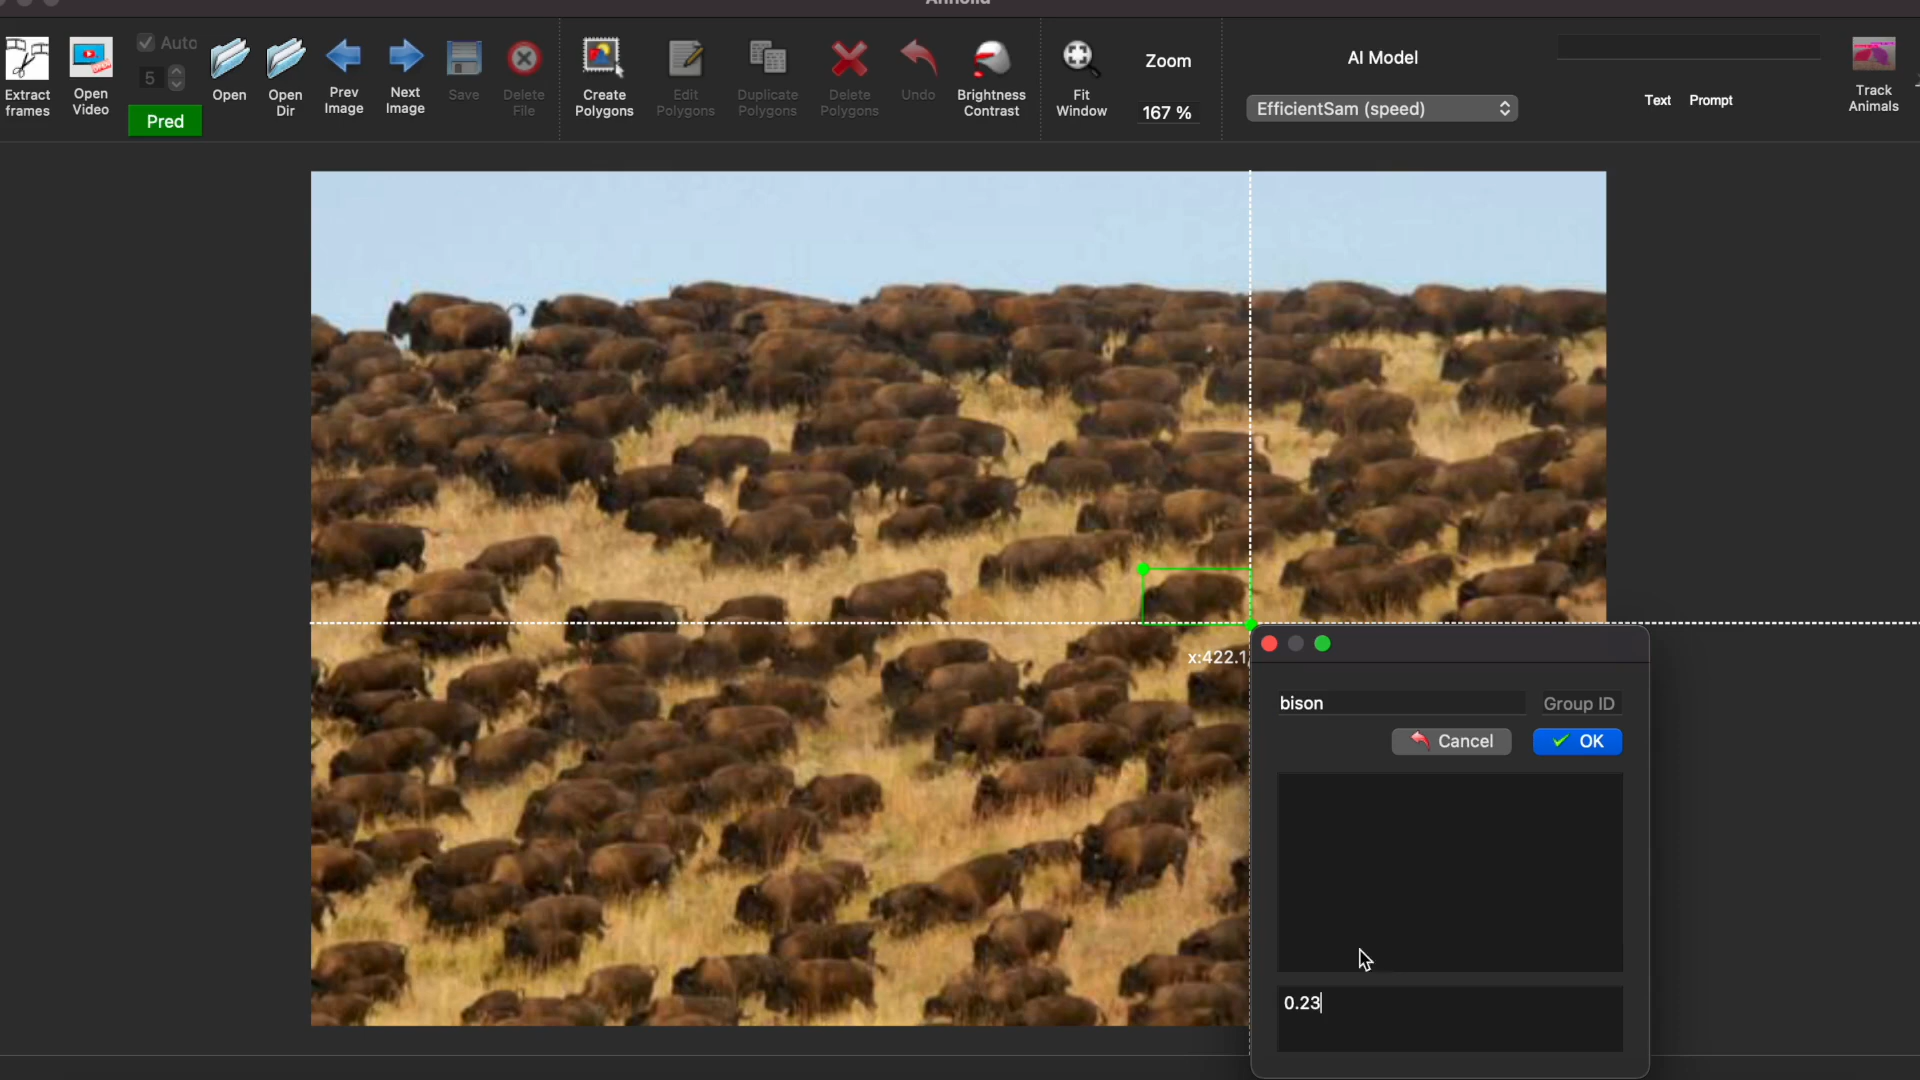 Extract
frames
Open
Video
Auto
5
Pred
Open
Open
Dir
Prev
Image
Next
Image
Save
Delete
File
Create
Polygons
Edit
Polygons
Duplicate
Polygons
Delete
Polygons
Undo
Brightness
Contrast
Fit
Window
Zoom
167 %
AI Model
EfficientSam (speed)
Text Prompt
Track
Animals
x:422.1
bison
Group ID
Cancel
OK
0.23